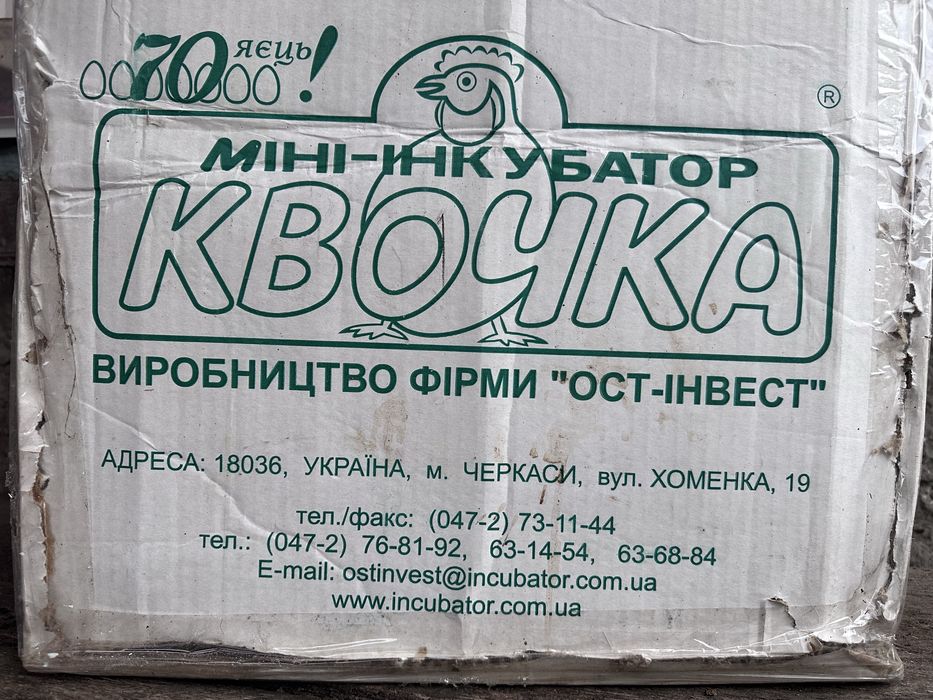 70 яєць!
®
МІНІ-ІНКУБАТОР
КВОЧКА
ВИРОБНИЦТВО ФІРМИ "ОСТ-ІНВЕСТ"
АДРЕСА: 18036, УКРАЇНА, м. ЧЕРКАСИ, вул. ХОМЕНКА, 19
тел./факс: (047-2) 73-11-44
тел.: (047-2) 76-81-92, 63-14-54, 63-68-84
E-mail: ostinvest@incubator.com.ua
www.incubator.com.ua